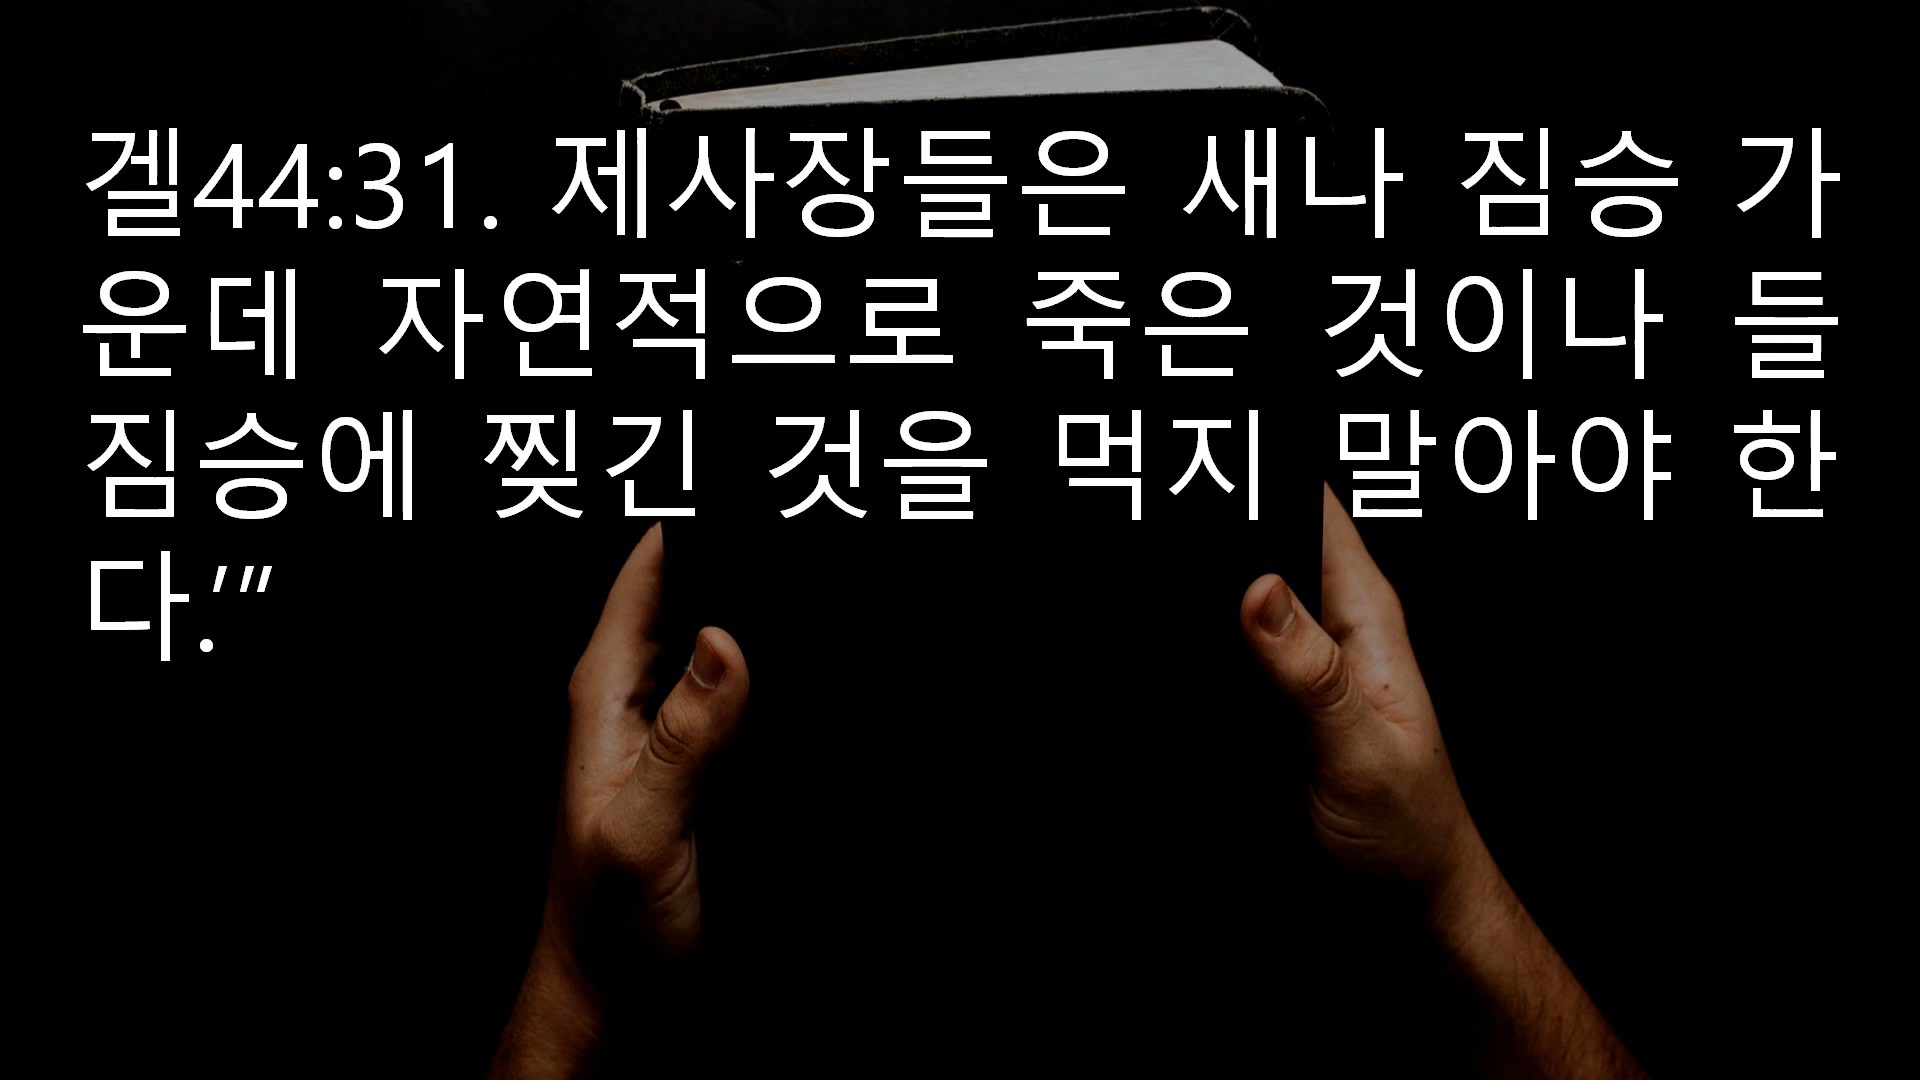 겔44:31. 제사장들은 새나 짐승 가
운데 자연적으로 죽은 것이나 들
짐승에 찢긴 것을 먹지 말아야 한
다.’”